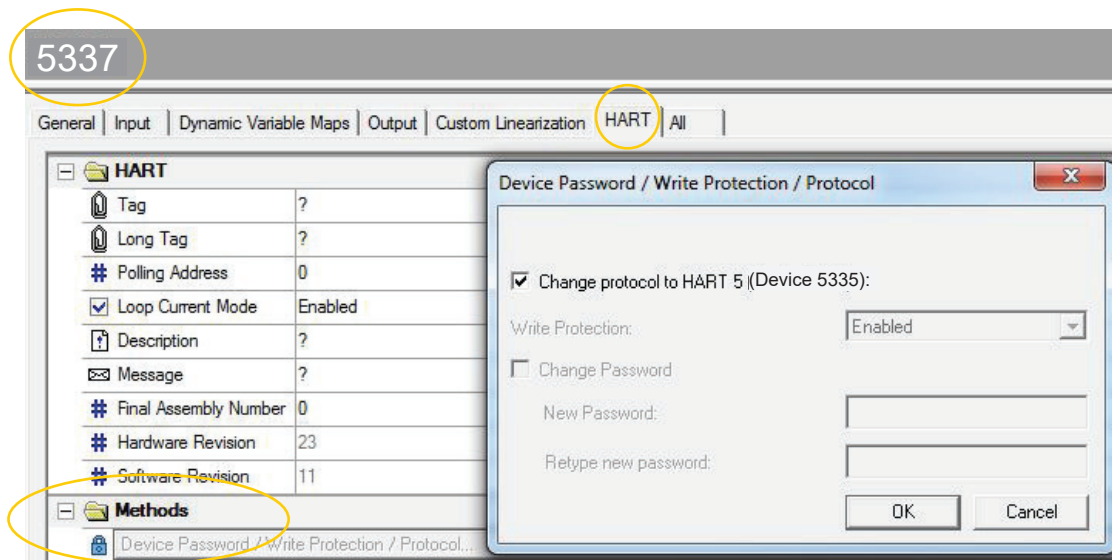 5337
General Input Dynamic Variable Maps Output Custom Linearization HART All
HART
Tag ?
Long Tag ?
Polling Address 0
Loop Current Mode Enabled
Description ?
Message ?
Final Assembly Number 0
Hardware Revision 23
Software Revision 11
Methods
Device Password / Write Protection / Protocol...
Device Password / Write Protection / Protocol
Change protocol to HART 5 (Device 5335):
Write Protection: Enabled
Change Password
New Password:
Retype new password:
OK Cancel